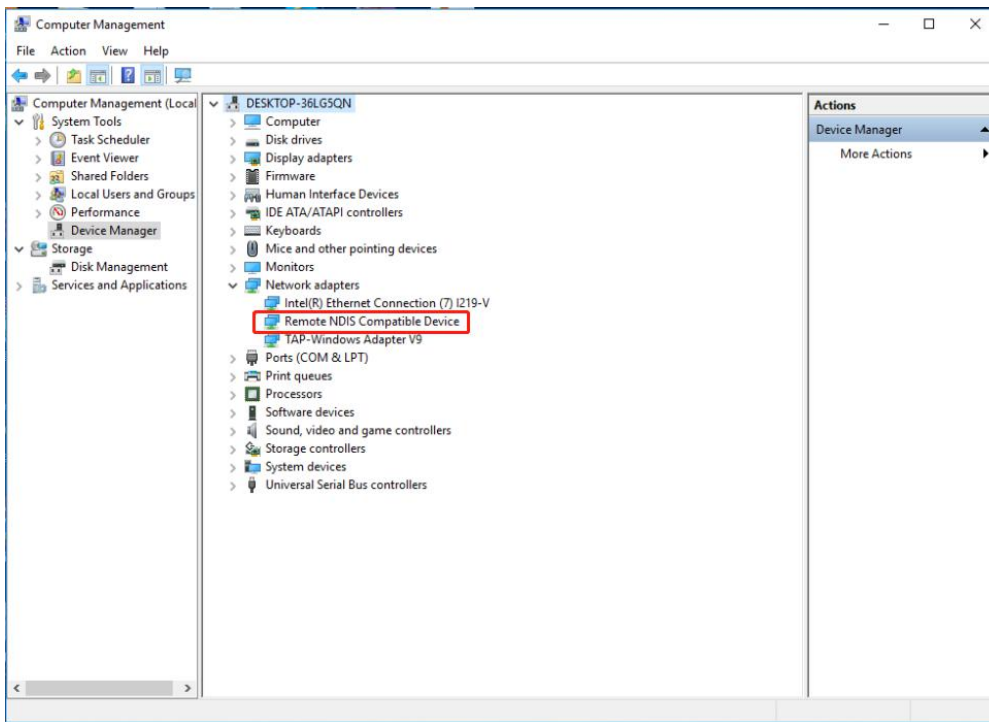 Computer Management
File Action View Help
Computer Management (Local
System Tools
Task Scheduler
Event Viewer
Shared Folders
Local Users and Groups
Performance
Device Manager
Storage
Disk Management
Services and Applications
DESKTOP-36LG5QN
Computer
Disk drives
Display adapters
Firmware
Human Interface Devices
IDE ATA/ATAPI controllers
Keyboards
Mice and other pointing devices
Monitors
Network adapters
Intel(R) Ethernet Connection (7) I219-V
Remote NDIS Compatible Device
TAP-Windows Adapter V9
Ports (COM & LPT)
Print queues
Processors
Software devices
Sound, video and game controllers
Storage controllers
System devices
Universal Serial Bus controllers
Actions
Device Manager
More Actions